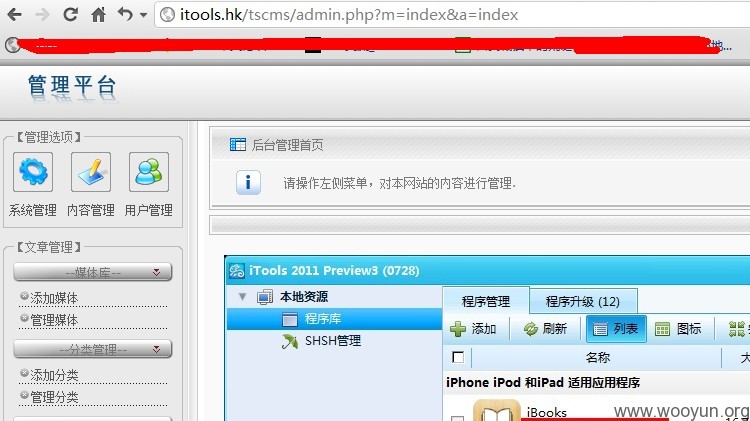 itools.hk/tscms/admin.php?m=index&a=index
管理平台
【管理选项】
系统管理 内容管理 用户管理
【文章管理】
--媒体库--
添加媒体
管理媒体
--分类管理--
添加分类
管理分类
后台管理首页
请操作左侧菜单，对本网站的内容进行管理.
iTools 2011 Preview3 (0728)
本地资源
程序库
SHSH管理
程序管理 程序升级 (12)
添加 刷新 列表 图标
名称 大
iPhone iPod 和iPad 适用应用程序
iBooks
www.wooyun.org